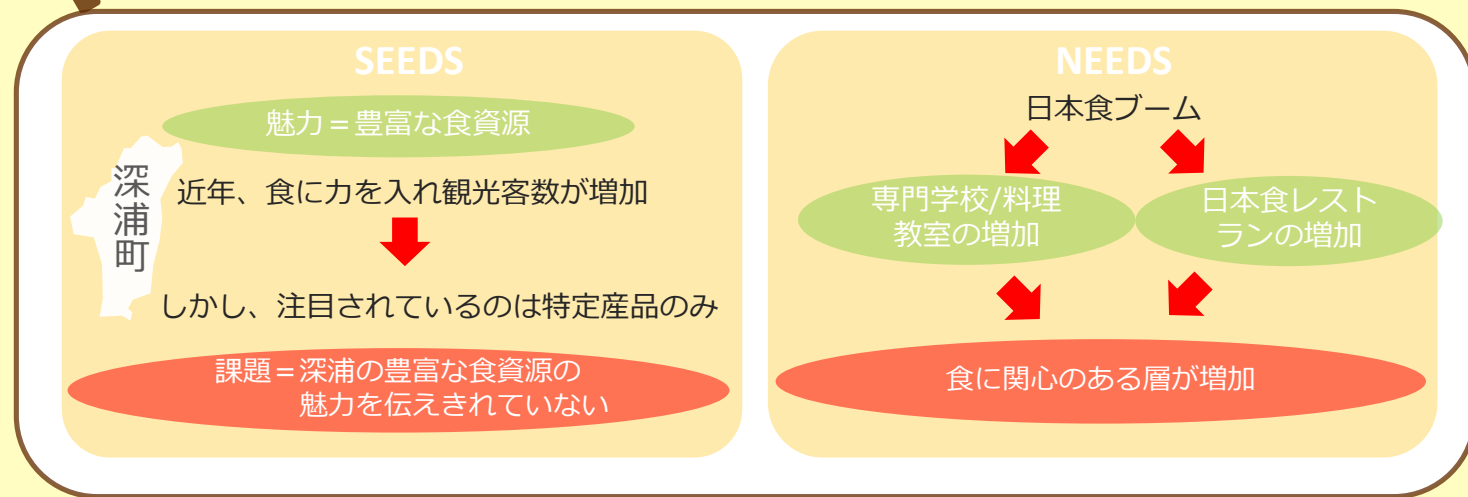 SEEDS
魅力＝豊富な食資源
深浦町
近年、食に力を入れ観光客数が増加
しかし、注目されているのは特定産品のみ
課題＝深浦の豊富な食資源の
魅力を伝えきれていない
NEEDS
日本食ブーム
専門学校/料理
教室の増加
日本食レスト
ランの増加
食に関心のある層が増加